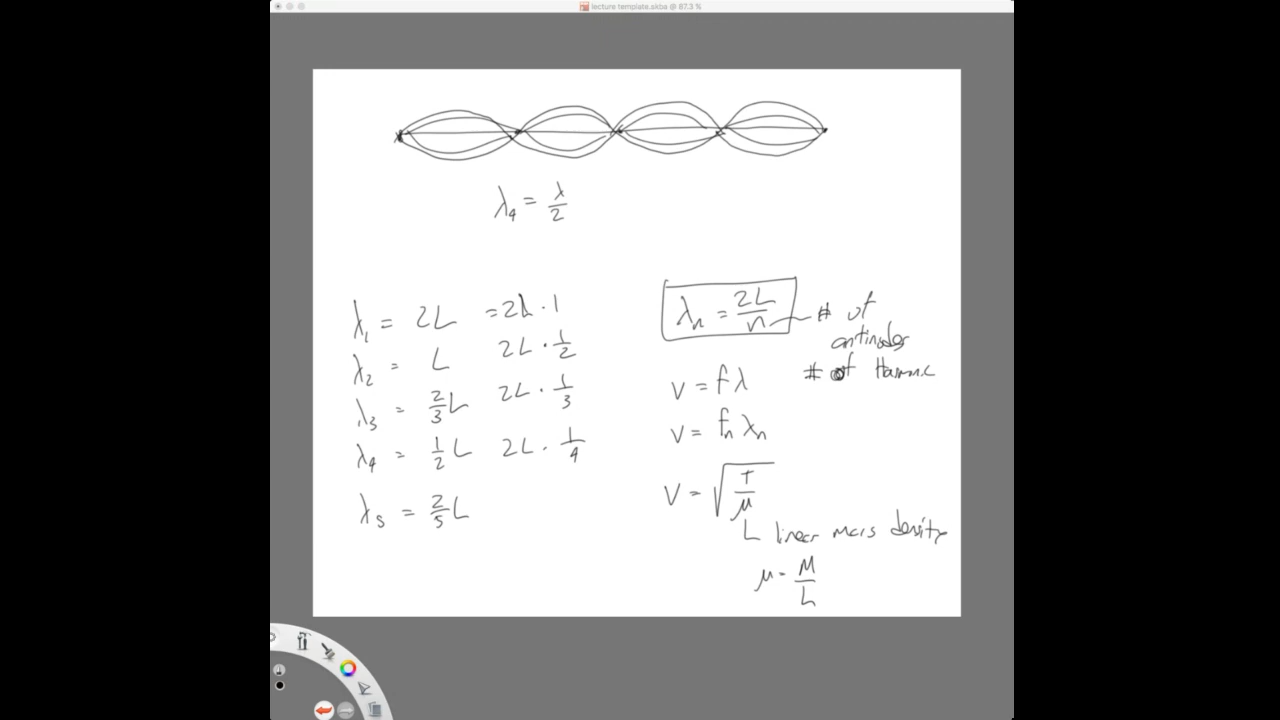 lecture template.skba @ 67.3 %
λ₄ = λ/2
λ₁ = 2L = 2L · 1
λ₂ = L 2L · 1/2
λ₃ = 2/3 L 2L · 1/3
λ₄ = 1/2 L 2L · 1/4
λ₅ = 2/5 L
λₙ = 2L/n # of
antinodes
# of Harmonic
v = fλ
v = fₙ λₙ
v = √(T/μ)
linear mass density
μ = M/L